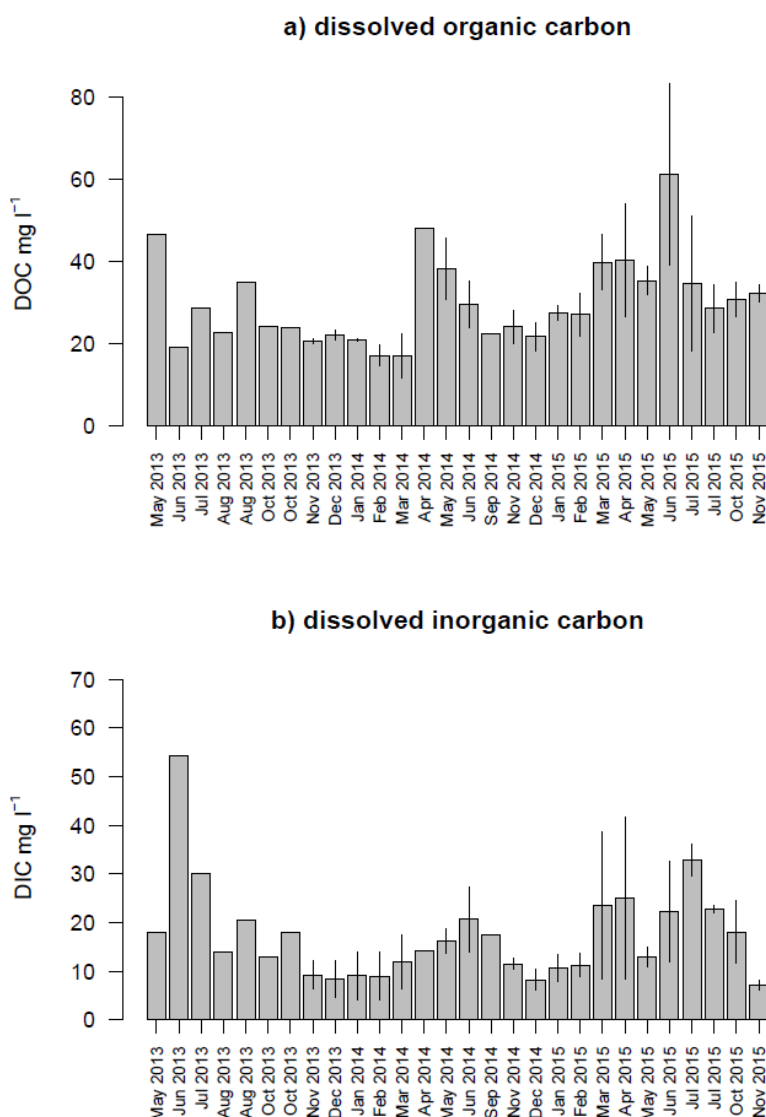 a) dissolved organic carbon
DOC mg l⁻¹
80
60
40
20
0
May 2013
Jun 2013
Jul 2013
Aug 2013
Aug 2013
Oct 2013
Oct 2013
Nov 2013
Dec 2013
Jan 2014
Feb 2014
Mar 2014
Apr 2014
May 2014
Jun 2014
Sep 2014
Nov 2014
Dec 2014
Jan 2015
Feb 2015
Mar 2015
Apr 2015
May 2015
Jun 2015
Jul 2015
Jul 2015
Oct 2015
Nov 2015
b) dissolved inorganic carbon
DIC mg l⁻¹
70
60
50
40
30
20
10
0
May 2013
Jun 2013
Jul 2013
Aug 2013
Aug 2013
Oct 2013
Oct 2013
Nov 2013
Dec 2013
Jan 2014
Feb 2014
Mar 2014
Apr 2014
May 2014
Jun 2014
Sep 2014
Nov 2014
Dec 2014
Jan 2015
Feb 2015
Mar 2015
Apr 2015
May 2015
Jun 2015
Jul 2015
Jul 2015
Oct 2015
Nov 2015